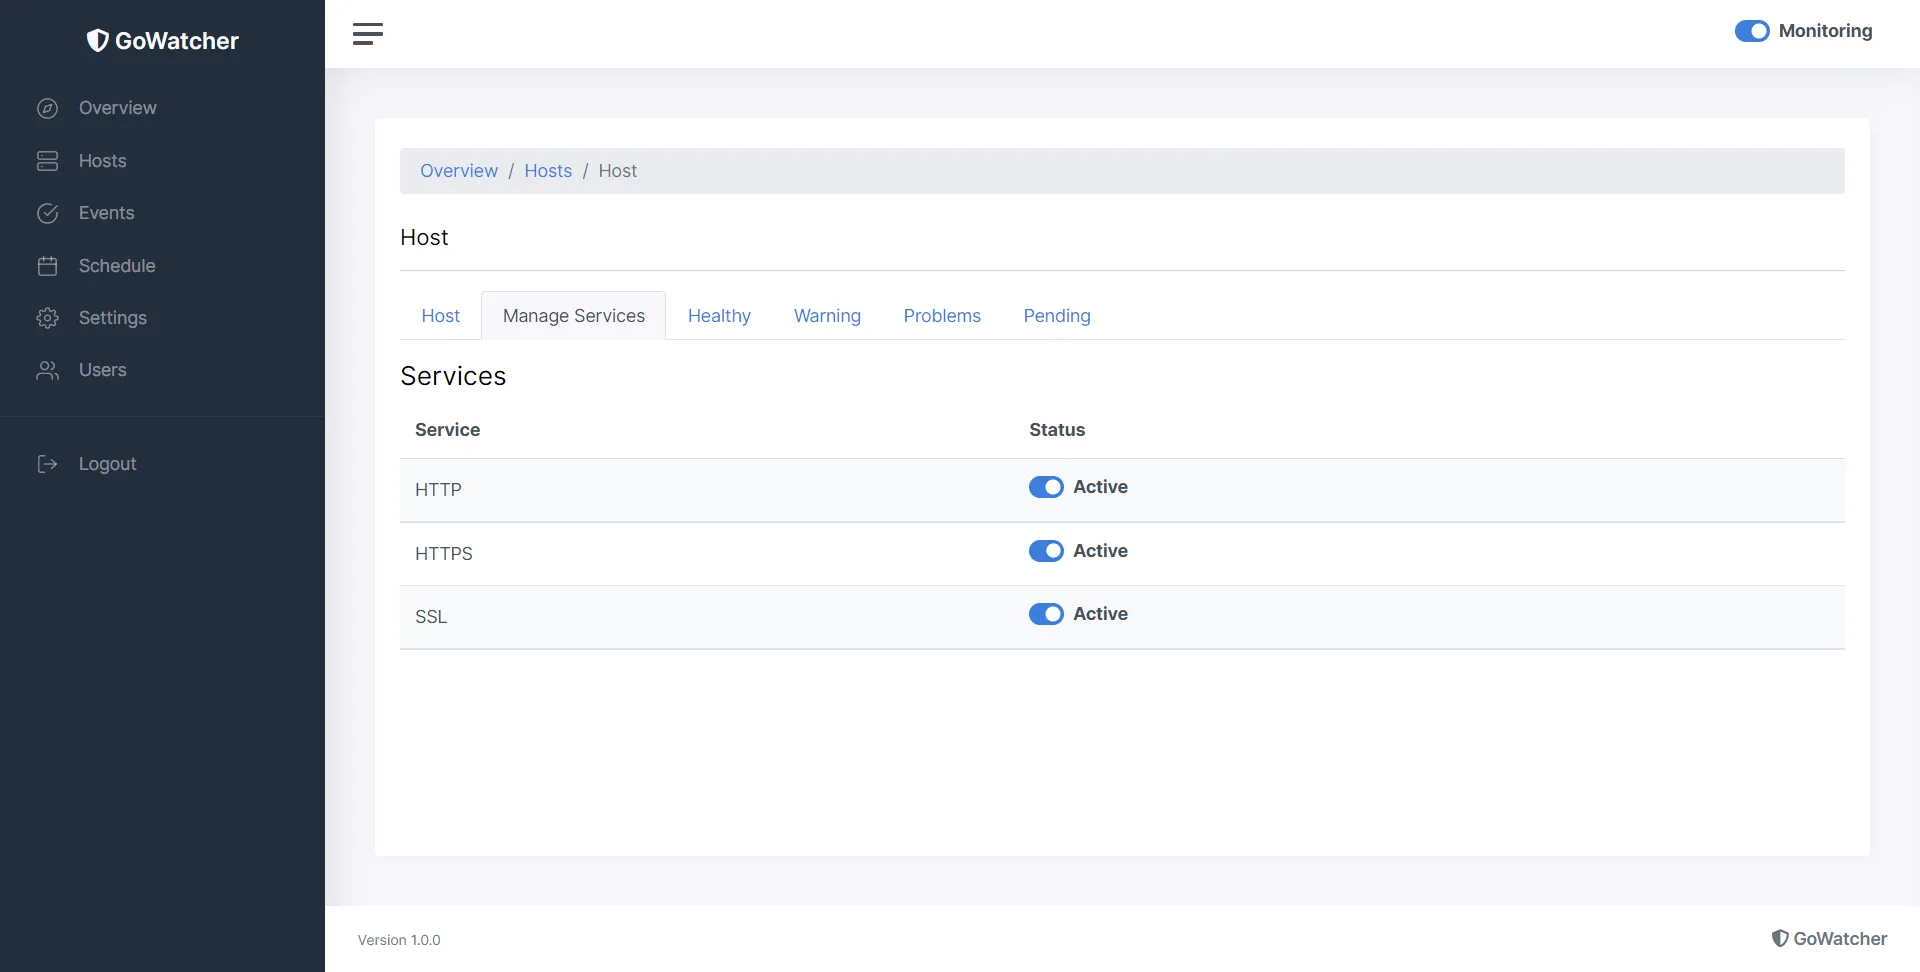 GoWatcher
Monitoring
Overview
Hosts
Events
Schedule
Settings
Users
Logout
Overview / Hosts / Host
Host
Host Manage Services Healthy Warning Problems Pending
Services
Service Status
HTTP Active
HTTPS Active
SSL Active
Version 1.0.0
GoWatcher